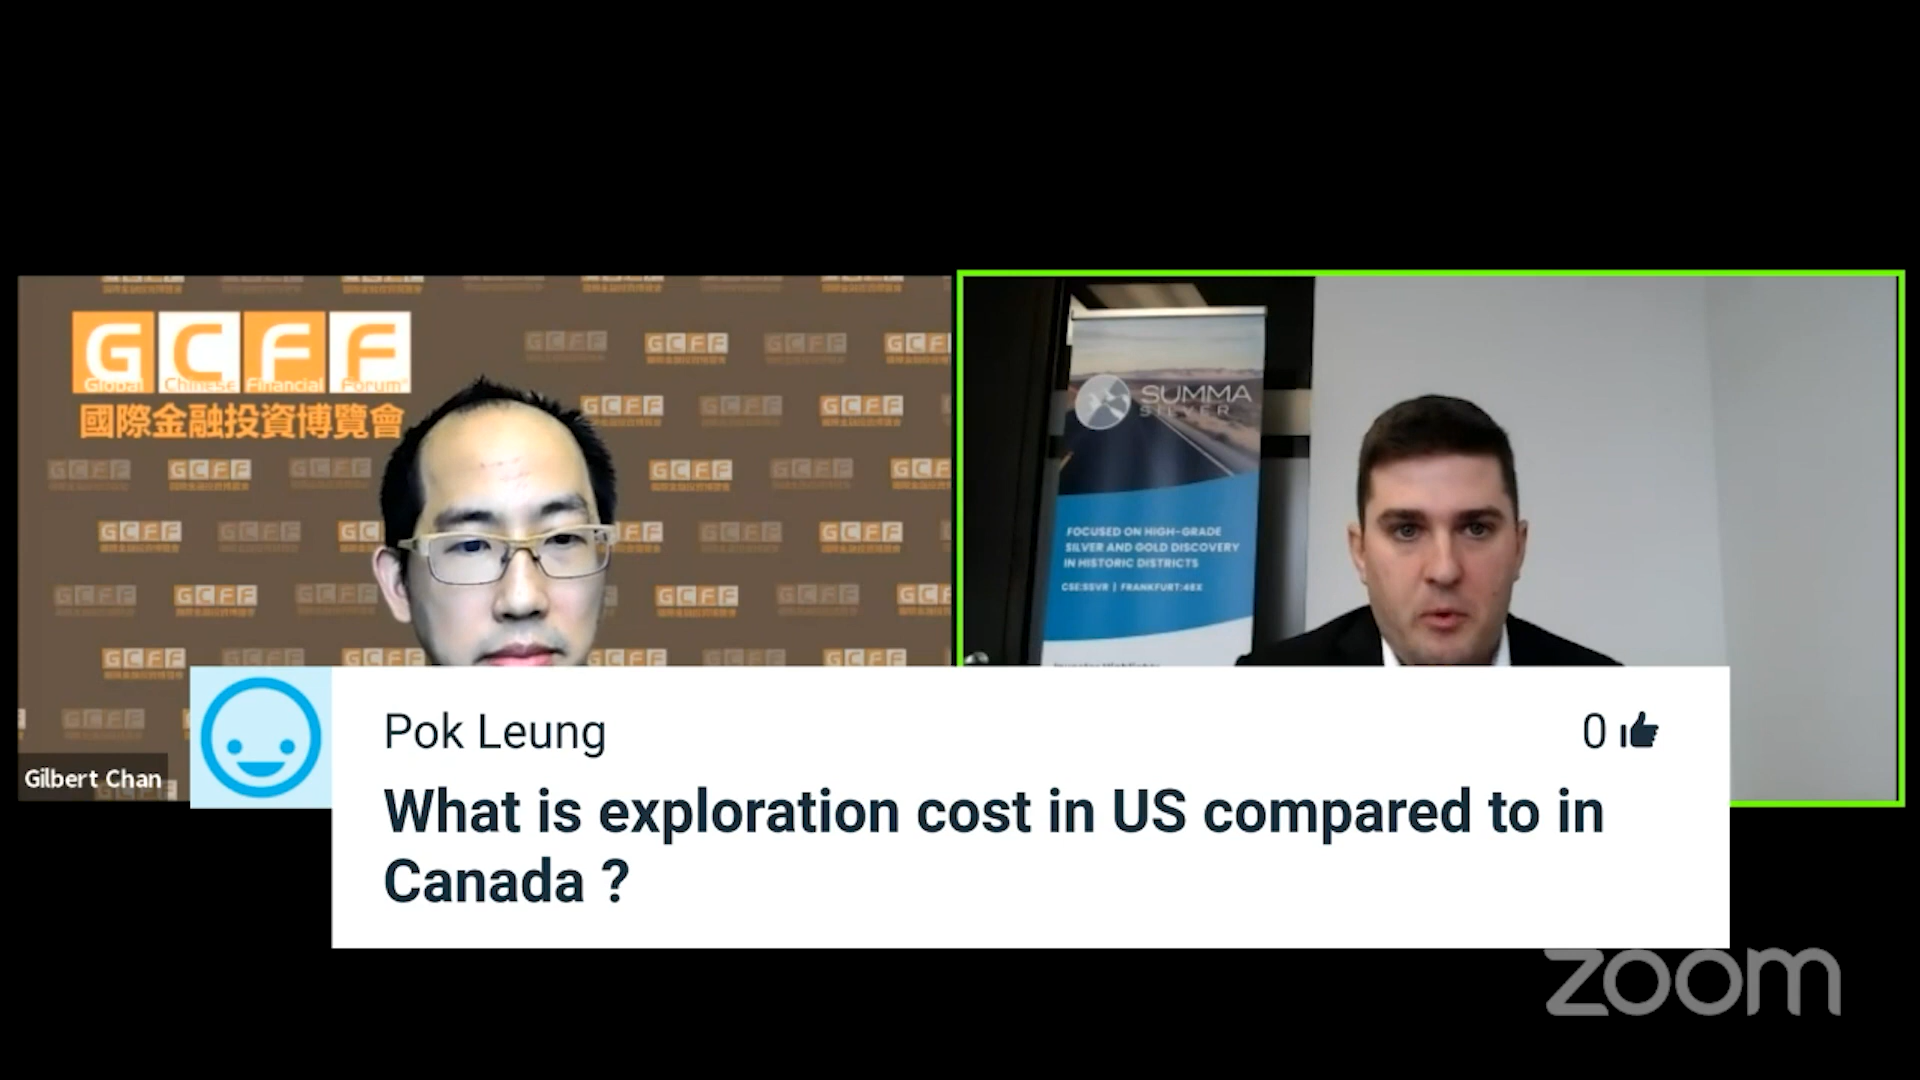 GCFF
Global Chinese Financial Forum
國際金融投資博覽會
Gilbert Chan
SUMMA
SILVER
FOCUSED ON HIGH-GRADE
SILVER AND GOLD DISCOVERY
IN HISTORIC DISTRICTS
CSE:SSVR | FRANKFURT:48X
Pok Leung
0
What is exploration cost in US compared to in
Canada ?
zoom